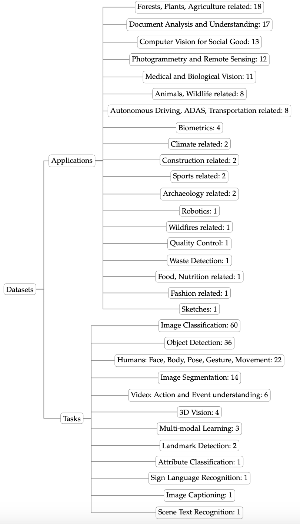 Forests, Plants, Agriculture related: 18
Document Analysis and Understanding: 17
Computer Vision for Social Good: 13
Photogrammetry and Remote Sensing: 12
Medical and Biological Vision: 11
Animals, Wildlife related: 8
Autonomous Driving, ADAS, Transportation related: 8
Biometrics: 4
Climate related: 2
Applications
Construction related: 2
Sports related: 2
Archaeology related: 2
Robotics: 1
Wildfires related: 1
Quality Control: 1
Waste Detection: 1
Food, Nutrition related: 1
Datasets
Fashion related: 1
Sketches: 1
Image Classification: 60
Object Detection: 36
Humans: Face, Body, Pose, Gesture, Movement: 22
Image Segmentation: 14
Video: Action and Event understanding: 6
3D Vision: 4
Tasks
Multi-modal Learning: 3
Landmark Detection: 2
Attribute Classification: 1
Sign Language Recognition: 1
Image Captioning: 1
Scene Text Recognition: 1